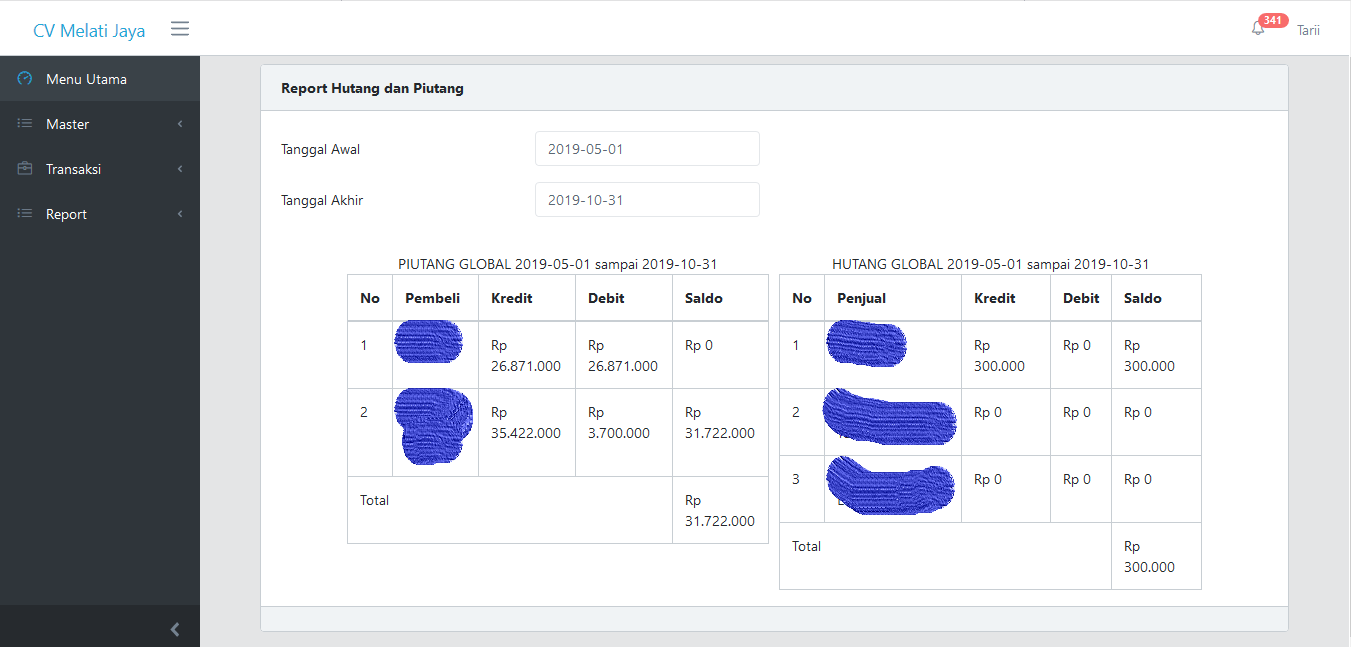 CV Melati Jaya
341
Tarii
Menu Utama
Master
Transaksi
Report
Report Hutang dan Piutang
Tanggal Awal
2019-05-01
Tanggal Akhir
2019-10-31
PIUTANG GLOBAL 2019-05-01 sampai 2019-10-31
No Pembeli Kredit Debit Saldo
1 Rp 26.871.000 Rp 26.871.000 Rp 0
2 Rp 35.422.000 Rp 3.700.000 Rp 31.722.000
Total Rp 31.722.000
HUTANG GLOBAL 2019-05-01 sampai 2019-10-31
No Penjual Kredit Debit Saldo
1 Rp 300.000 Rp 0 Rp 300.000
2 Rp 0 Rp 0 Rp 0
3 Rp 0 Rp 0 Rp 0
Total Rp 300.000